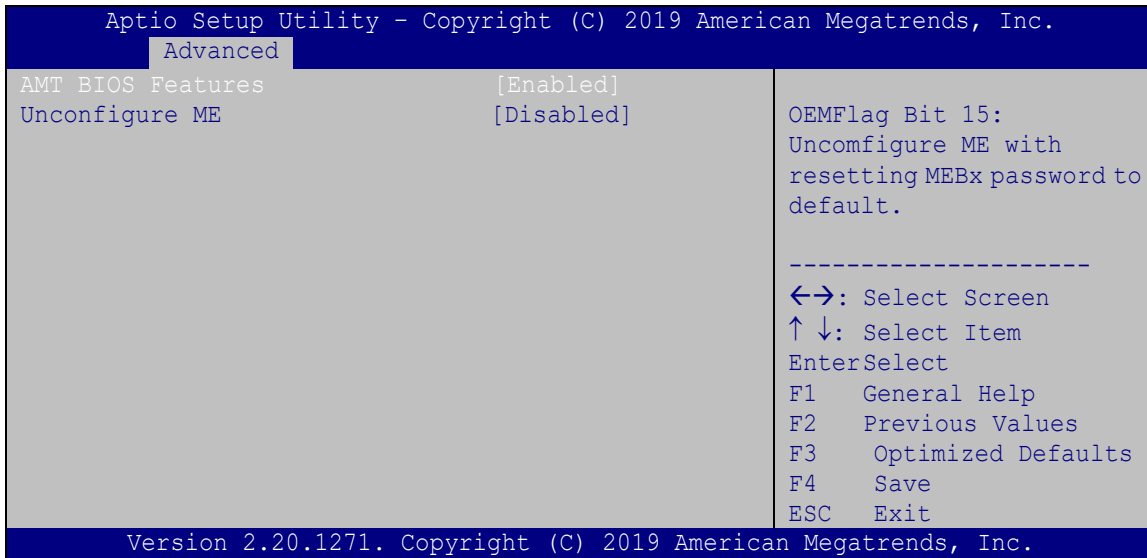 Aptio Setup Utility – Copyright (C) 2019 American Megatrends, Inc.
Advanced
AMT BIOS Features [Enabled]
Unconfigure ME [Disabled]
OEMFlag Bit 15:
Uncomfigure ME with
resetting MEBx password to
default.
---------------------
←→: Select Screen
↑ ↓: Select Item
EnterSelect
F1 General Help
F2 Previous Values
F3 Optimized Defaults
F4 Save
ESC Exit
Version 2.20.1271. Copyright (C) 2019 American Megatrends, Inc.